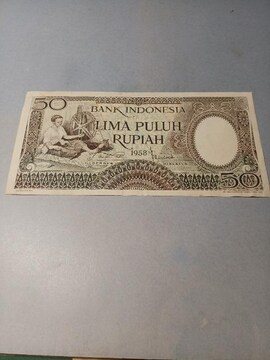 50
BANK INDONESIA
LIMA PULUH
RUPIAH
1958
50